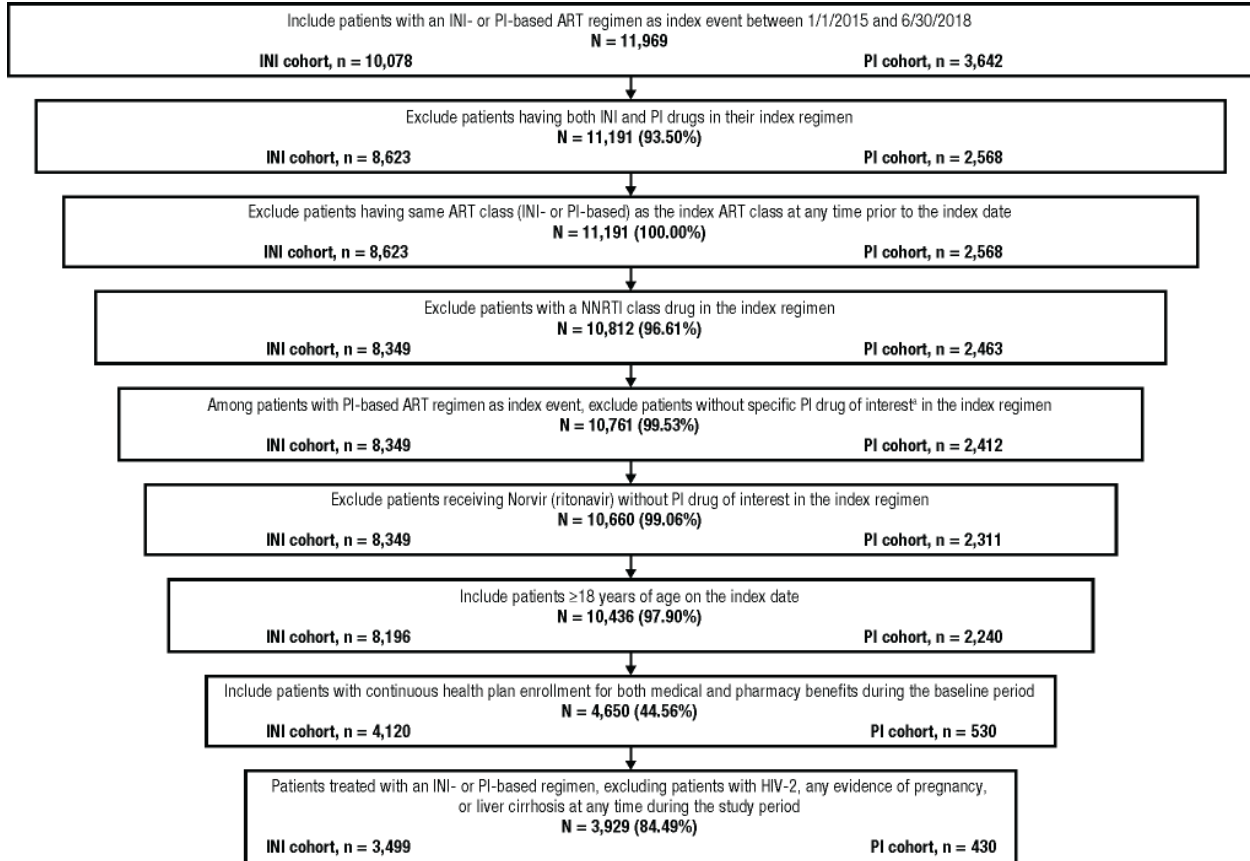 Include patients with an INI- or PI-based ART regimen as index event between 1/1/2015 and 6/30/2018
N = 11,969
INI cohort, n = 10,078 PI cohort, n = 3,642
Exclude patients having both INI and PI drugs in their index regimen
N = 11,191 (93.50%)
INI cohort, n = 8,623 PI cohort, n = 2,568
Exclude patients having same ART class (INI- or PI-based) as the index ART class at any time prior to the index date
N = 11,191 (100.00%)
INI cohort, n = 8,623 PI cohort, n = 2,568
Exclude patients with a NNRTI class drug in the index regimen
N = 10,812 (96.61%)
INI cohort, n = 8,349 PI cohort, n = 2,463
Among patients with PI-based ART regimen as index event, exclude patients without specific PI drug of interestª in the index regimen
N = 10,761 (99.53%)
INI cohort, n = 8,349 PI cohort, n = 2,412
Exclude patients receiving Norvir (ritonavir) without PI drug of interest in the index regimen
N = 10,660 (99.06%)
INI cohort, n = 8,349 PI cohort, n = 2,311
Include patients ≥18 years of age on the index date
N = 10,436 (97.90%)
INI cohort, n = 8,196 PI cohort, n = 2,240
Include patients with continuous health plan enrollment for both medical and pharmacy benefits during the baseline period
N = 4,650 (44.56%)
INI cohort, n = 4,120 PI cohort, n = 530
Patients treated with an INI- or PI-based regimen, excluding patients with HIV-2, any evidence of pregnancy,
or liver cirrhosis at any time during the study period
N = 3,929 (84.49%)
INI cohort, n = 3,499 PI cohort, n = 430